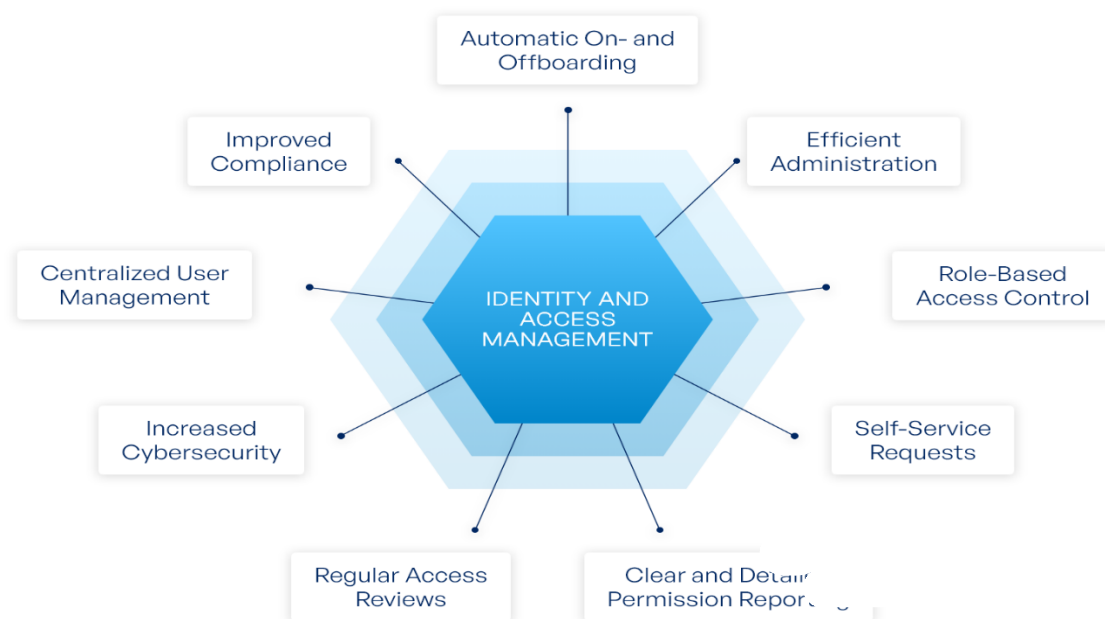 Automatic On- and
Offboarding
Improved
Compliance
Efficient
Administration
Centralized User
Management
IDENTITY AND
ACCESS
MANAGEMENT
Role-Based
Access Control
Increased
Cybersecurity
Self-Service
Requests
Regular Access
Reviews
Clear and
Permission